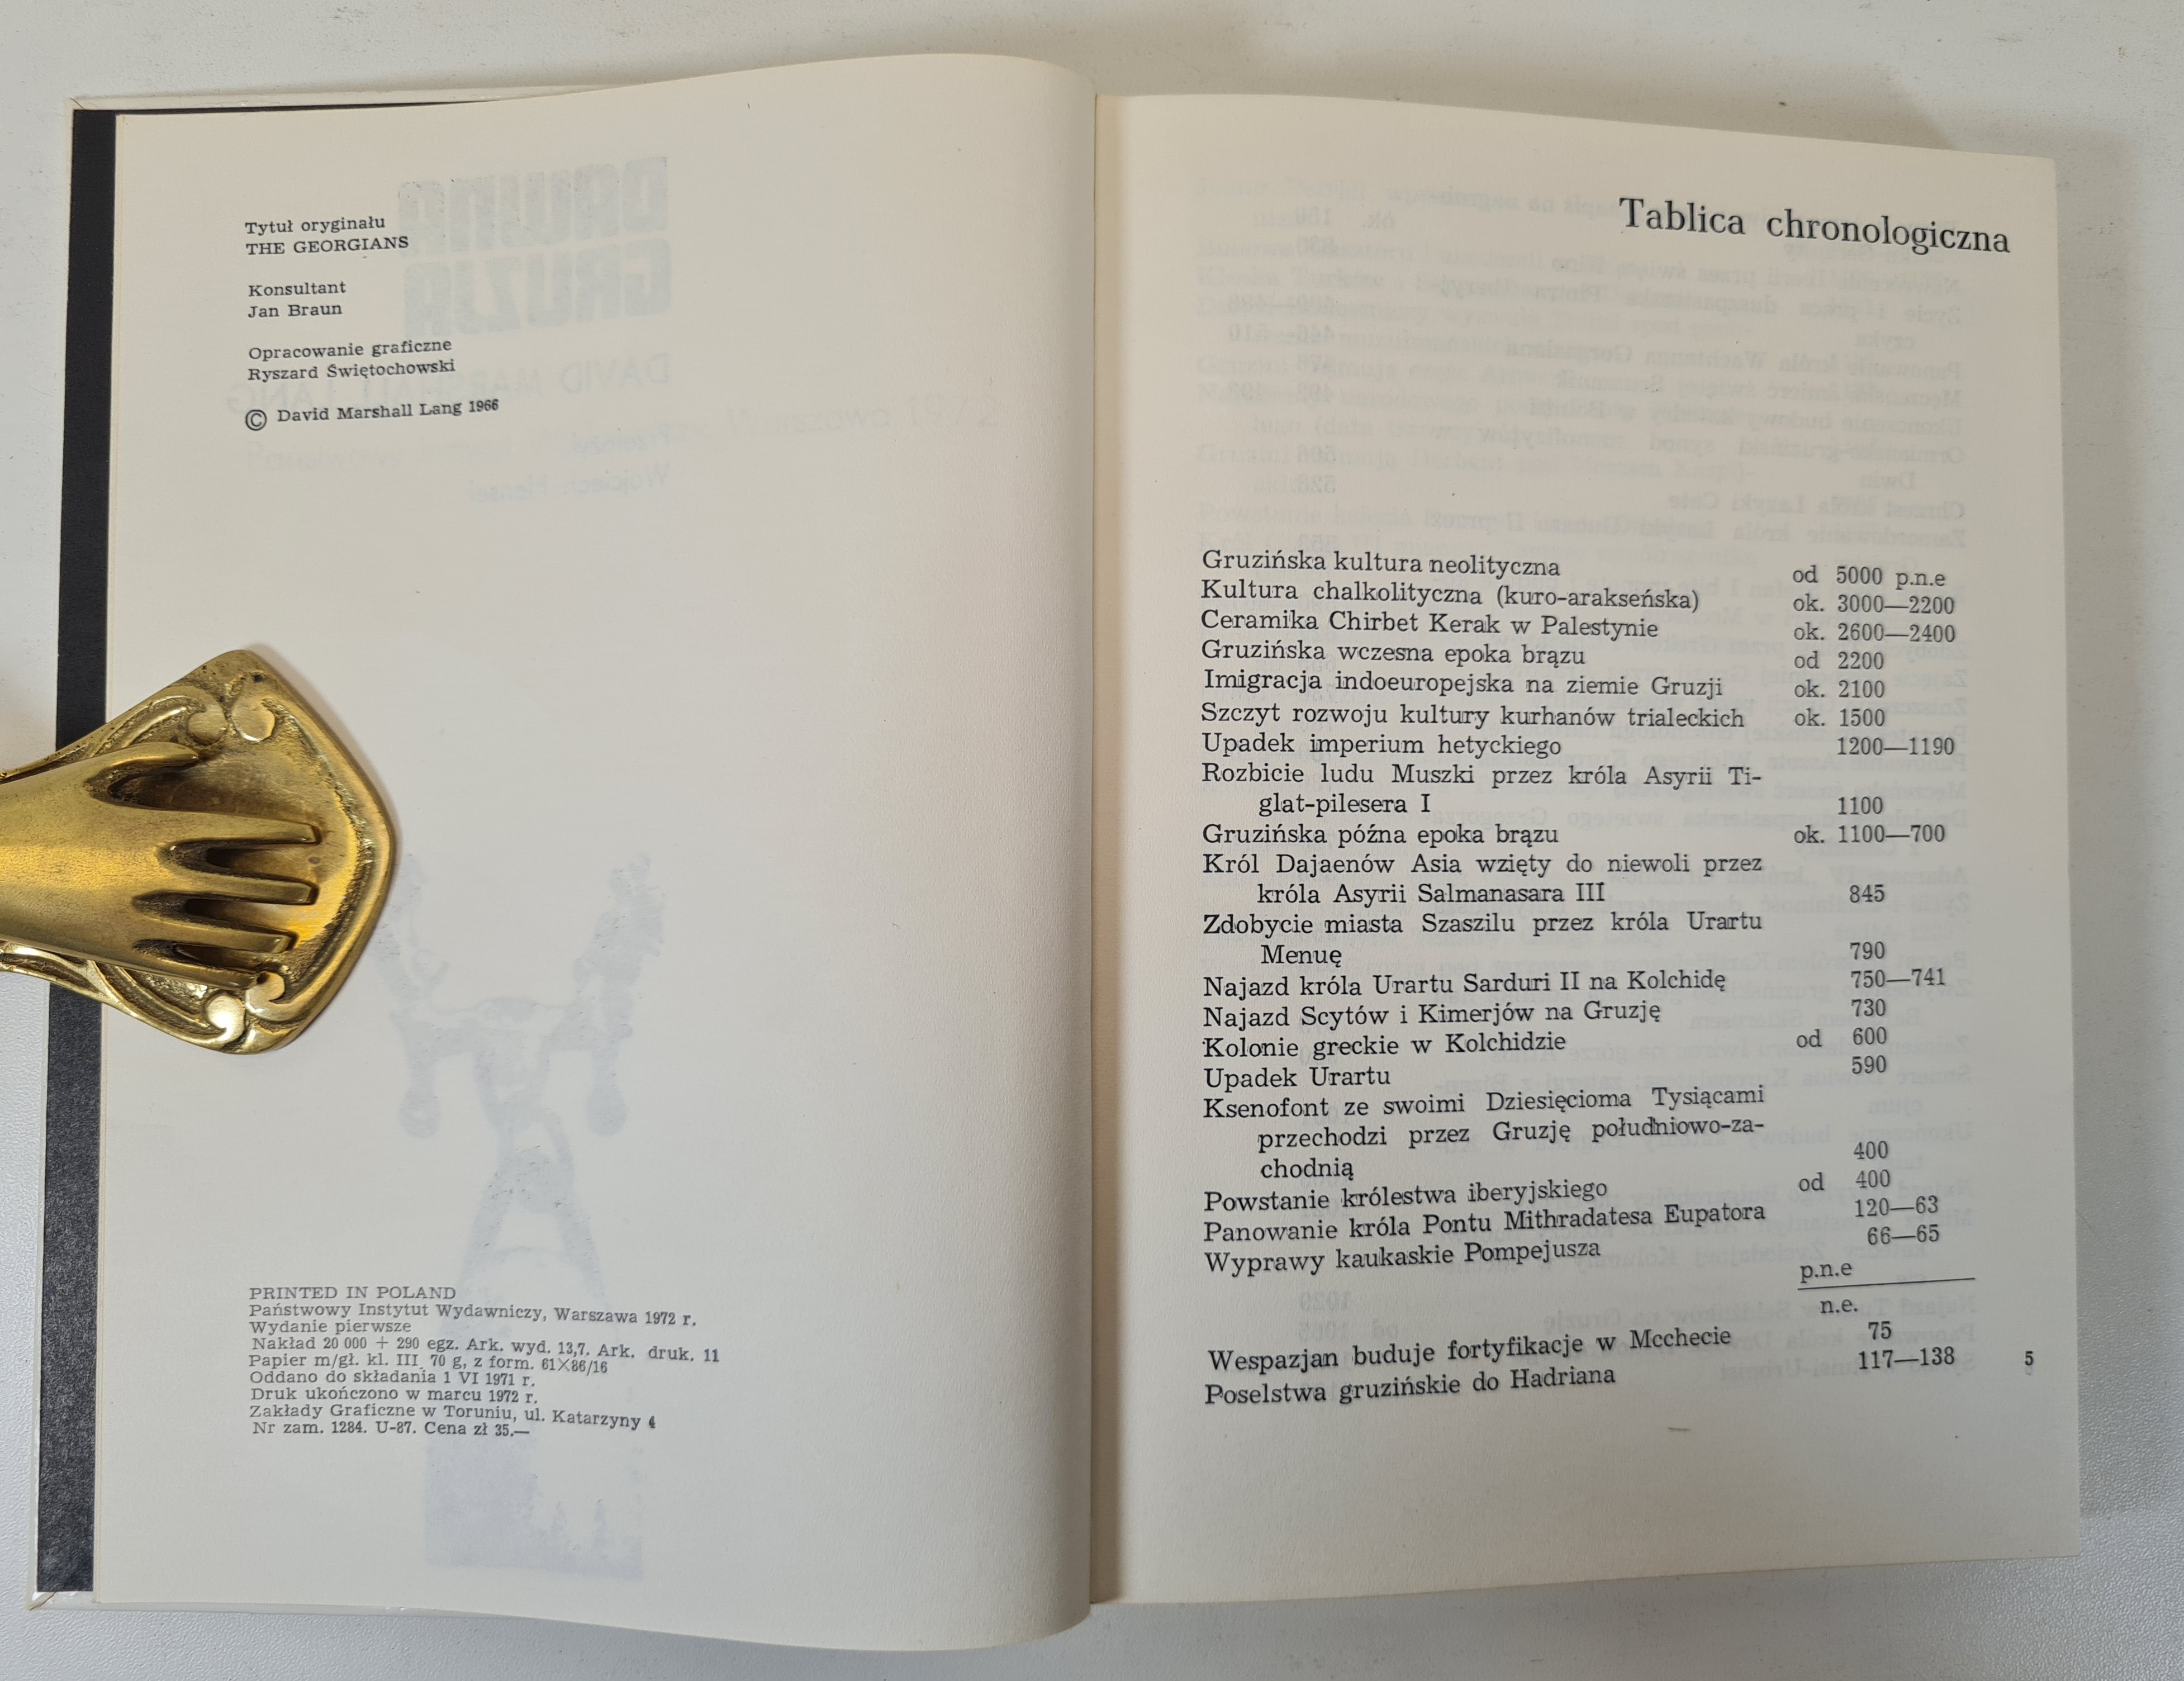 Tytuł oryginału
THE GEORGIANS
Konsultant
Jan Braun
Opracowanie graficzne
Ryszard Świętochowski
© David Marshall Lang 1966
PRINTED IN POLAND
Państwowy Instytut Wydawniczy, Warszawa 1972 r.
Wydanie pierwsze
Nakład 20 000 + 290 egz. Ark. wyd. 13,7. Ark. druk. 11
Papier m/gł. kl. III, 70 g, z form. 61×86/16
Oddano do składania 1 VI 1971 r.
Druk ukończono w marcu 1972 r.
Zakłady Graficzne w Toruniu, ul. Katarzyny 4
Nr zam. 1284. U-87. Cena zł 35.—
Tablica chronologiczna
Gruzińska kultura neolityczna od 5000 p.n.e
Kultura chalkolityczna (kuro-arakseńska) ok. 3000—2200
Ceramika Chirbet Kerak w Palestynie ok. 2600—2400
Gruzińska wczesna epoka brązu od 2200
Imigracja indoeuropejska na ziemie Gruzji ok. 2100
Szczyt rozwoju kultury kurhanów trialeckich ok. 1500
Upadek imperium hetyckiego 1200—1190
Rozbicie ludu Muszki przez króla Asyrii Ti-
glat-pilesera I 1100
Gruzińska późna epoka brązu ok. 1100—700
Król Dajaenów Asia wzięty do niewoli przez
króla Asyrii Salmanasara III 845
Zdobycie miasta Szaszilu przez króla Urartu
Menuę 790
Najazd króla Urartu Sarduri II na Kolchidę 750—741
Najazd Scytów i Kimerjów na Gruzję 730
Kolonie greckie w Kolchidzie od 600
Upadek Urartu 590
Ksenofont ze swoimi Dziesięcioma Tysiącami
przechodzi przez Gruzję południowo-za-
chodnią 400
Powstanie królestwa iberyjskiego od 400
Panowanie króla Pontu Mithradatesa Eupatora 120—63
Wyprawy kaukaskie Pompejusza 66—65
p.n.e
n.e.
Wespazjan buduje fortyfikacje w Mcchecie 75
Poselstwa gruzińskie do Hadriana 117—138
5